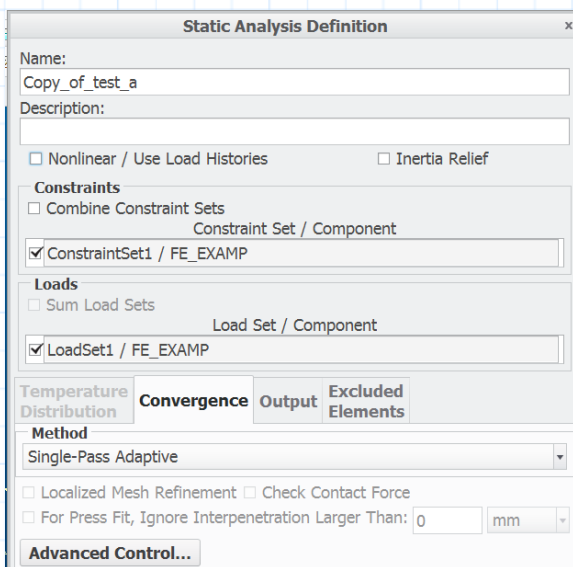 Static Analysis Definition
Name:
Copy_of_test_a
Description:
Nonlinear / Use Load Histories Inertia Relief
Constraints
Combine Constraint Sets
Constraint Set / Component
ConstraintSet1 / FE_EXAMP
Loads
Sum Load Sets
Load Set / Component
LoadSet1 / FE_EXAMP
Temperature Distribution Convergence Output Excluded Elements
Method
Single-Pass Adaptive
Localized Mesh Refinement Check Contact Force
For Press Fit, Ignore Interpenetration Larger Than: 0 mm
Advanced Control...